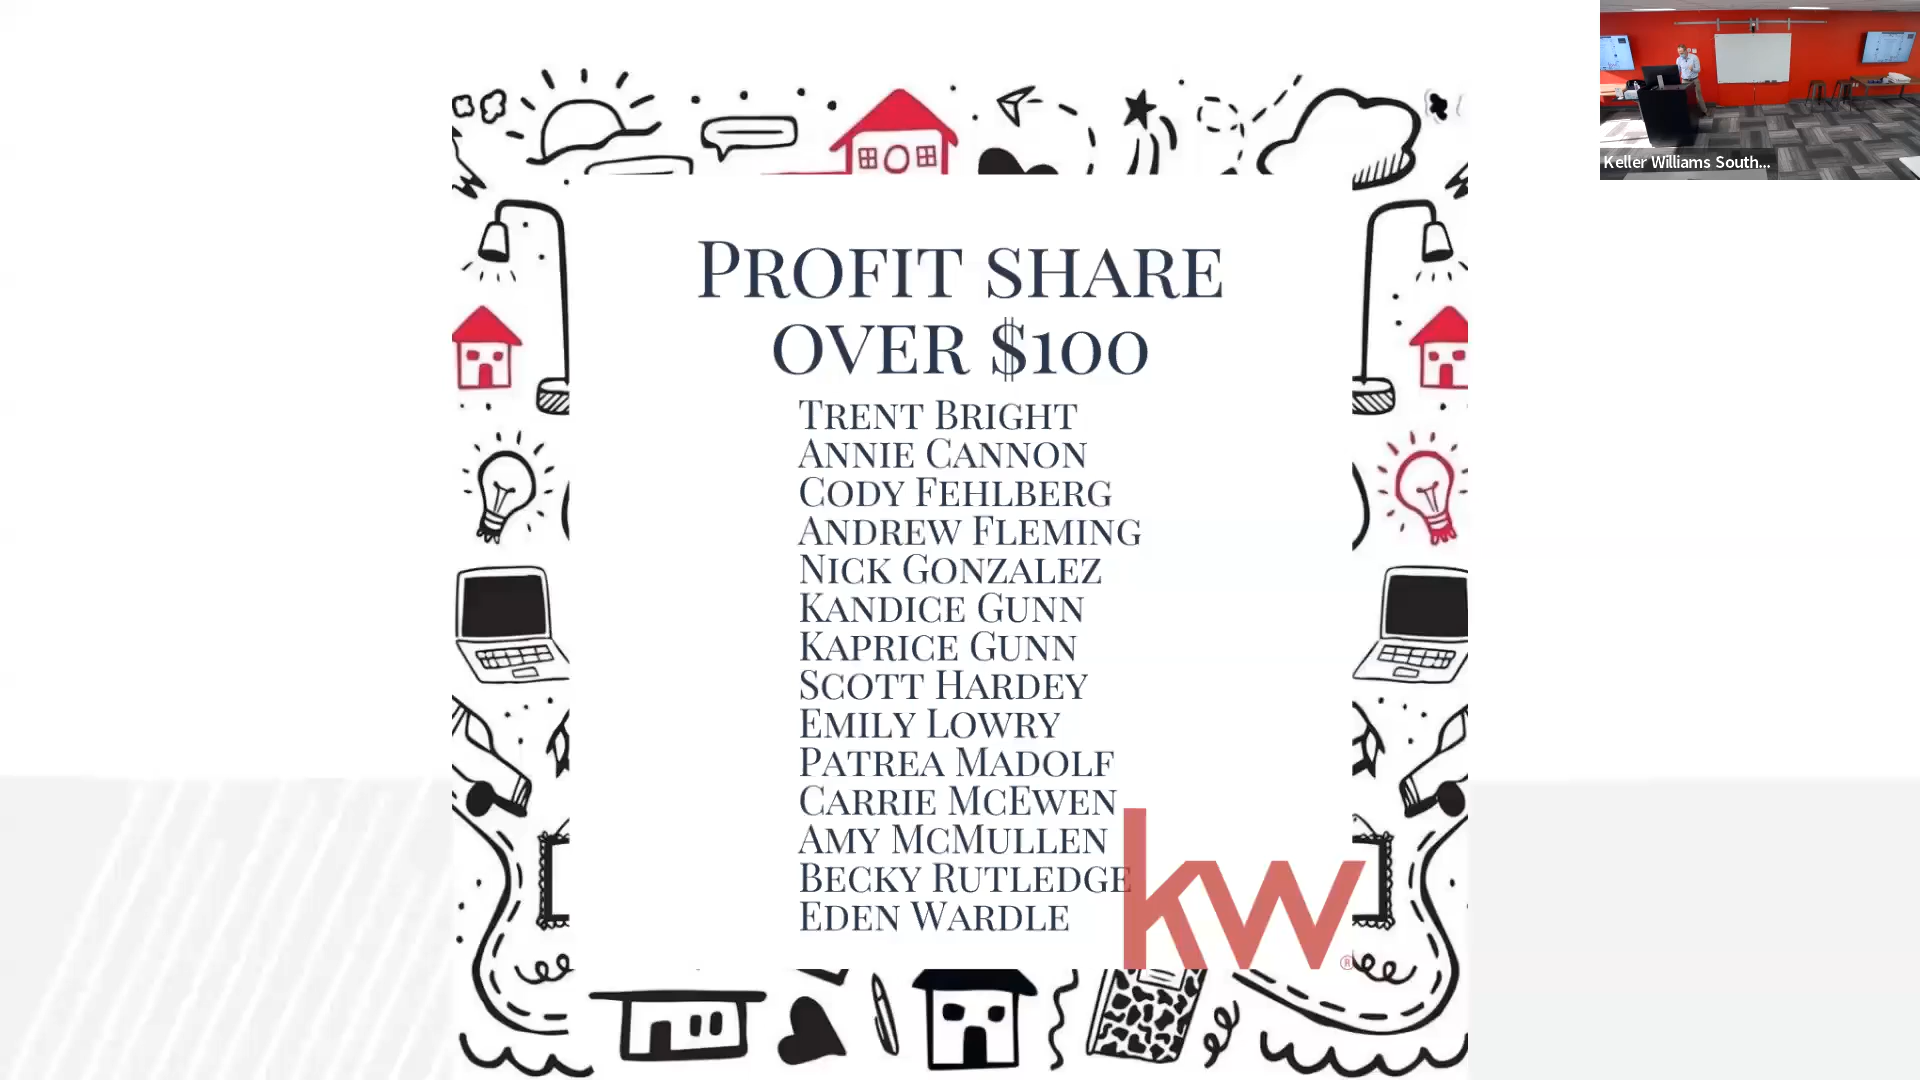 Keller Williams South...
PROFIT SHARE
OVER $100
TRENT BRIGHT
ANNIE CANNON
CODY FEHLBERG
ANDREW FLEMING
NICK GONZALEZ
KANDICE GUNN
KAPRICE GUNN
SCOTT HARDEY
EMILY LOWRY
PATREA MADOLF
CARRIE MCEWEN
AMY MCMULLEN
BECKY RUTLEDGE
EDEN WARDLE
kw®